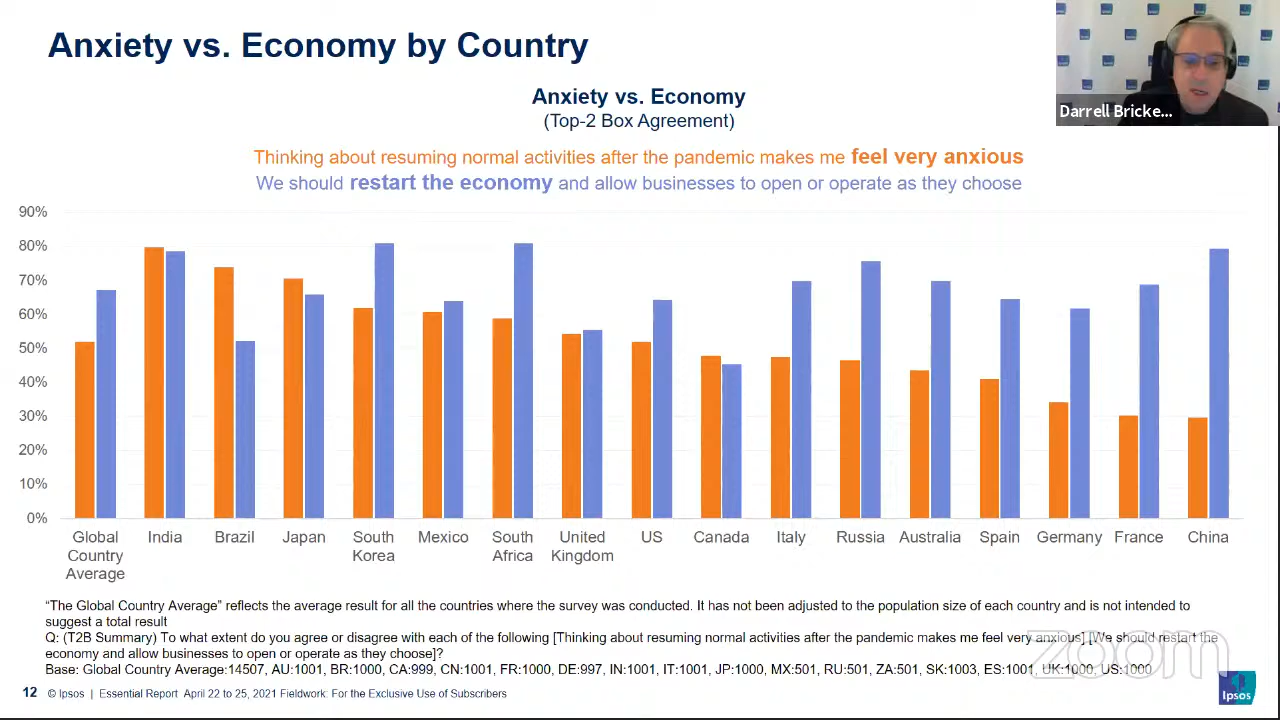 Anxiety vs. Economy by Country
Darrell Bricke...
Anxiety vs. Economy
(Top-2 Box Agreement)
Thinking about resuming normal activities after the pandemic makes me feel very anxious
We should restart the economy and allow businesses to open or operate as they choose
90%
80%
70%
60%
50%
40%
30%
20%
10%
0%
Global Country Average
India
Brazil
Japan
South Korea
Mexico
South Africa
United Kingdom
US
Canada
Italy
Russia
Australia
Spain
Germany
France
China
“The Global Country Average” reflects the average result for all the countries where the survey was conducted. It has not been adjusted to the population size of each country and is not intended to
suggest a total result
Q: (T2B Summary) To what extent do you agree or disagree with each of the following [Thinking about resuming normal activities after the pandemic makes me feel very anxious] [We should restart the
economy and allow businesses to open or operate as they choose]?
Base: Global Country Average:14507, AU:1001, BR:1000, CA:999, CN:1001, FR:1000, DE:997, IN:1001, IT:1001, JP:1000, MX:501, RU:501, ZA:501, SK:1003, ES:1001, UK:1000, US:1000
zoom
12 © Ipsos | Essential Report April 22 to 25, 2021 Fieldwork: For the Exclusive Use of Subscribers
Ipsos